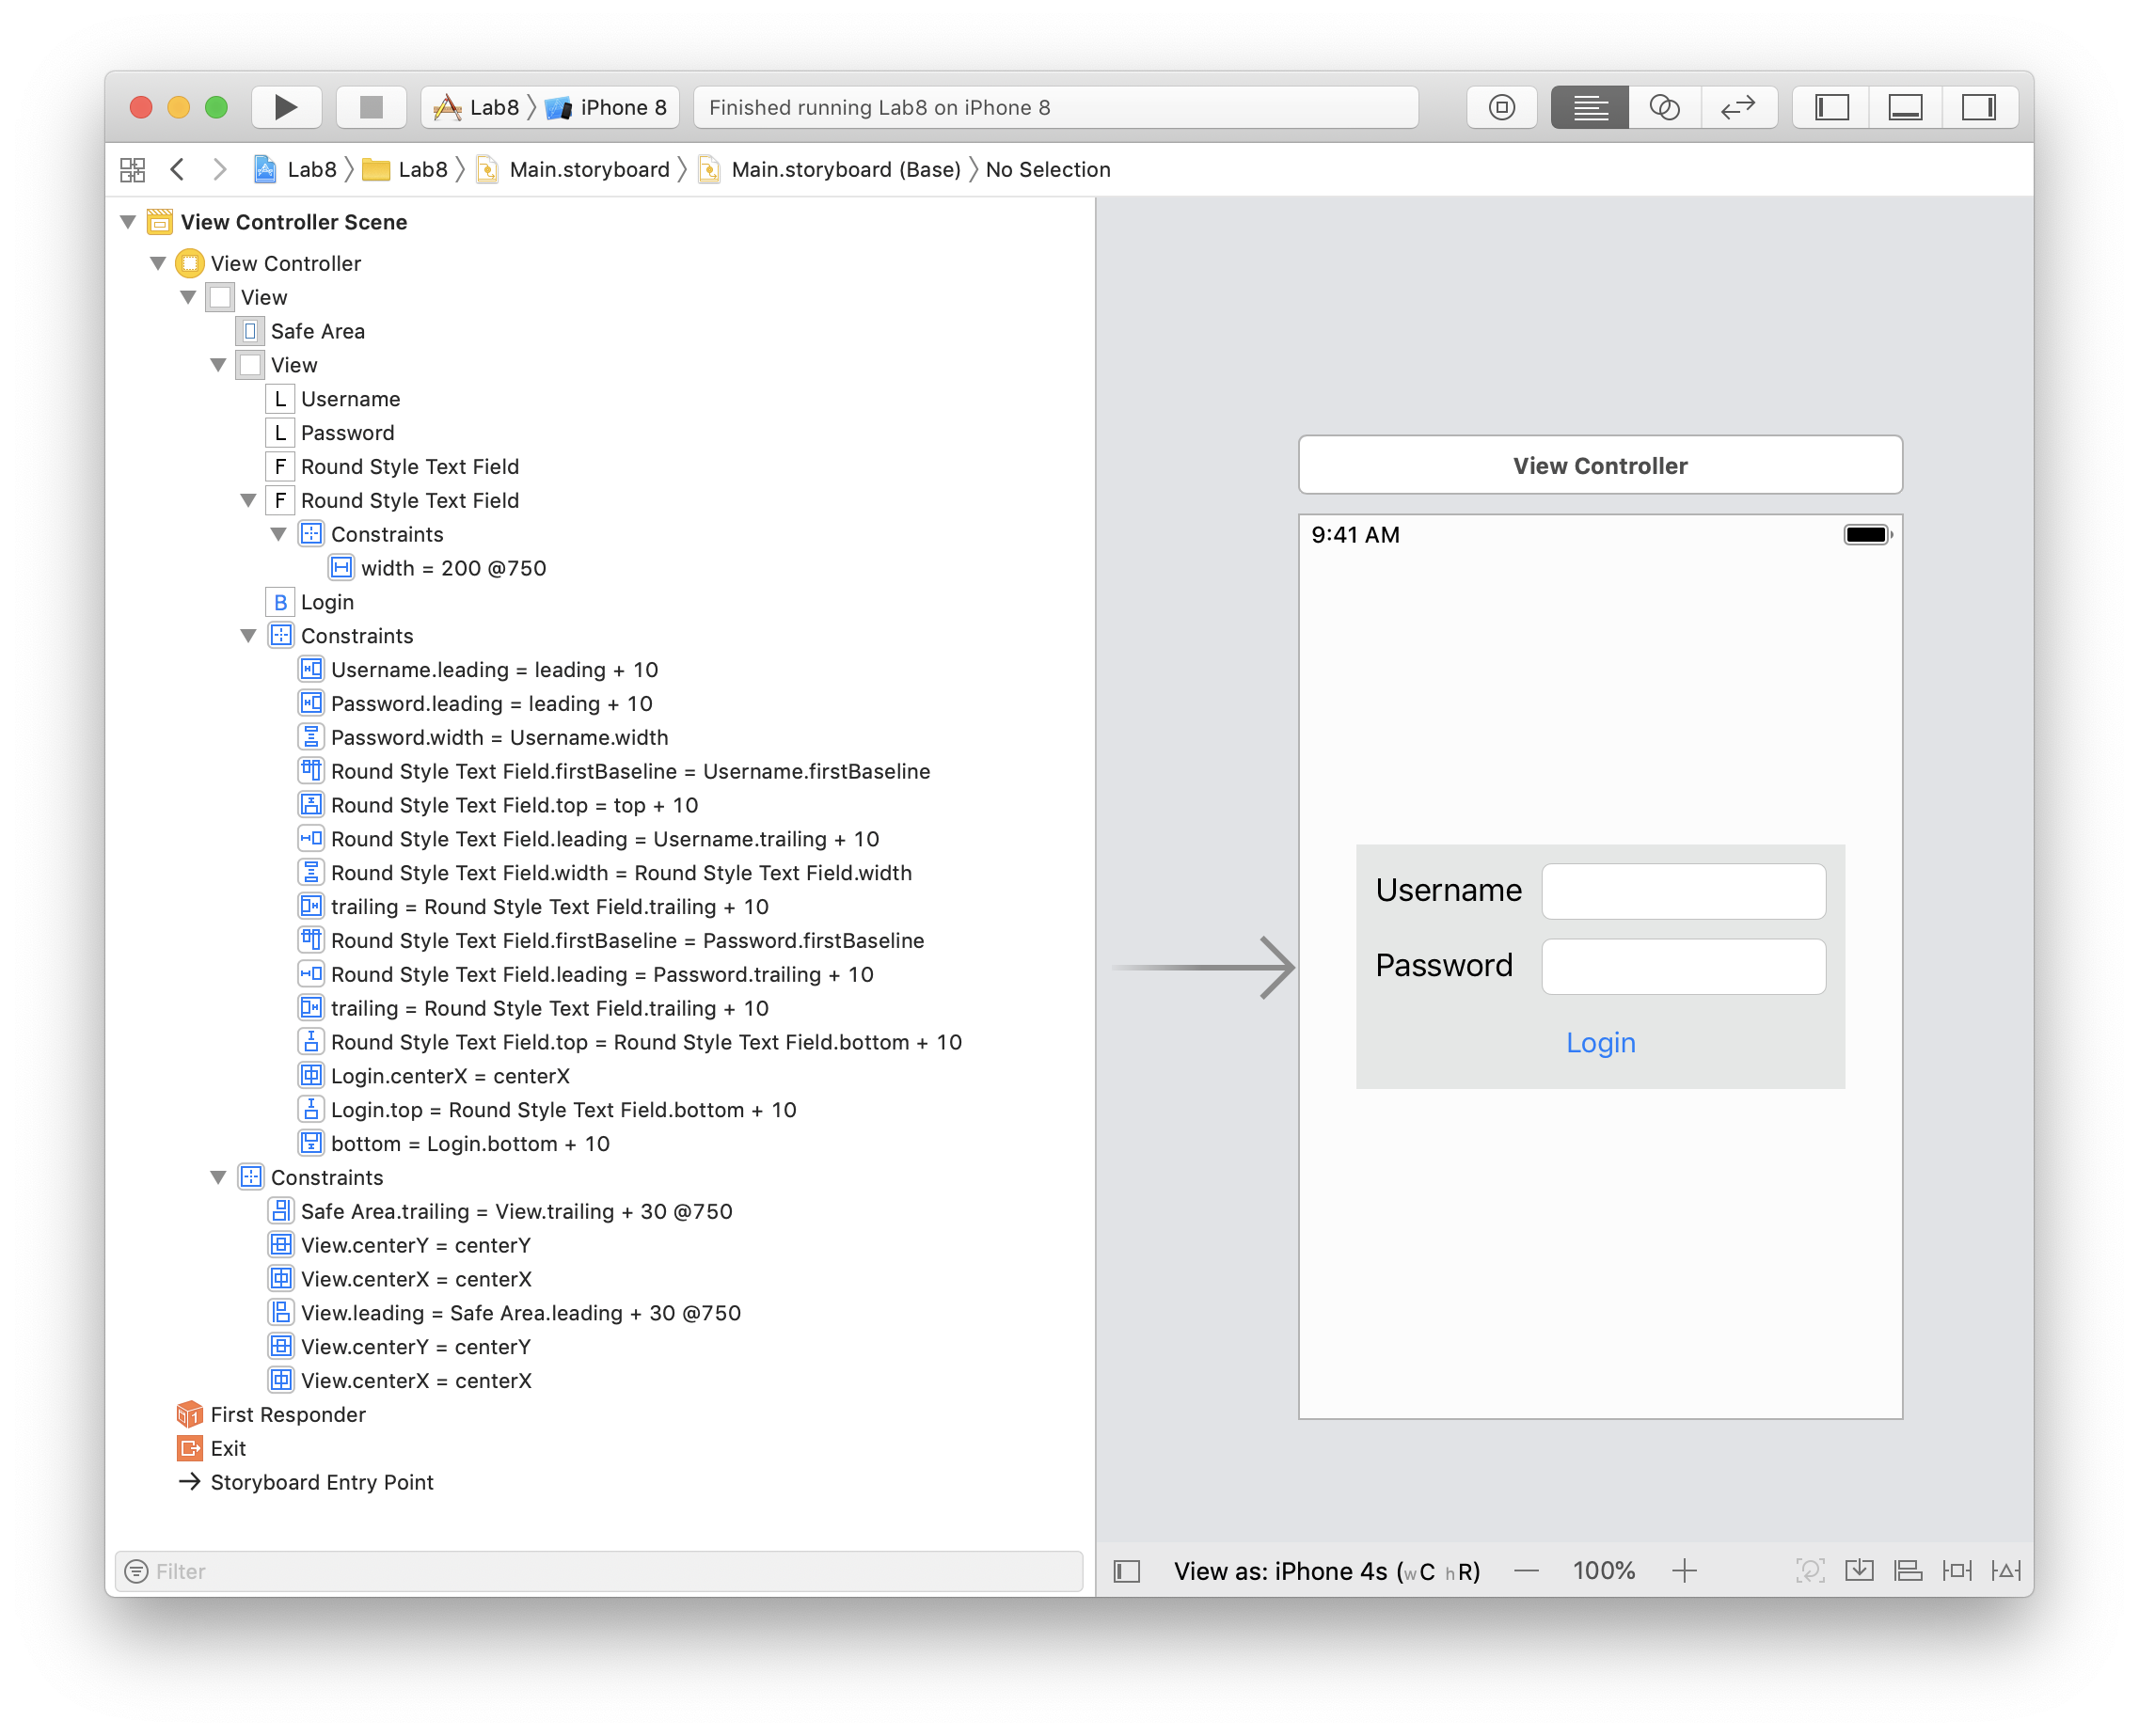 Lab8 iPhone 8
Finished running Lab8 on iPhone 8
Lab8 Lab8 Main.storyboard Main.storyboard (Base) No Selection
View Controller Scene
View Controller
View
Safe Area
View
L Username
L Password
F Round Style Text Field
F Round Style Text Field
Constraints
width = 200 @750
B Login
Constraints
Username.leading = leading + 10
Password.leading = leading + 10
Password.width = Username.width
Round Style Text Field.firstBaseline = Username.firstBaseline
Round Style Text Field.top = top + 10
Round Style Text Field.leading = Username.trailing + 10
Round Style Text Field.width = Round Style Text Field.width
trailing = Round Style Text Field.trailing + 10
Round Style Text Field.firstBaseline = Password.firstBaseline
Round Style Text Field.leading = Password.trailing + 10
trailing = Round Style Text Field.trailing + 10
Round Style Text Field.top = Round Style Text Field.bottom + 10
Login.centerX = centerX
Login.top = Round Style Text Field.bottom + 10
bottom = Login.bottom + 10
Constraints
Safe Area.trailing = View.trailing + 30 @750
View.centerY = centerY
View.centerX = centerX
View.leading = Safe Area.leading + 30 @750
View.centerY = centerY
View.centerX = centerX
First Responder
Exit
Storyboard Entry Point
Filter
View Controller
9:41 AM
Username
Password
Login
View as: iPhone 4s (wC hR) — 100% +